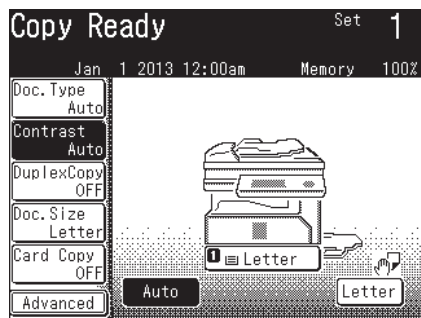 Copy Ready Set 1
Jan 1 2013 12:00am Memory 100%
Doc.Type
Auto
Contrast
Auto
DuplexCopy
OFF
Doc.Size
Letter
Card Copy
OFF
Advanced
1 Letter
Auto
Letter